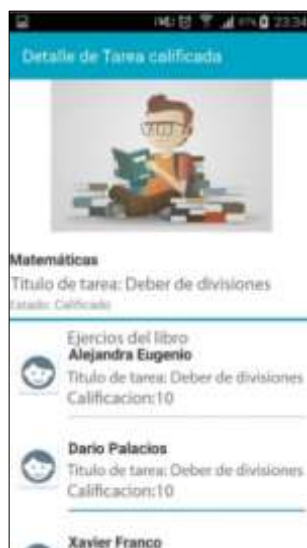 23:34
Detalle de Tarea calificada
Matemáticas
Titulo de tarea: Deber de divisiones
Estado: Calificado
Ejercios del libro
Alejandra Eugenio
Titulo de tarea: Deber de divisiones
Calificacion:10
Dario Palacios
Titulo de tarea: Deber de divisiones
Calificacion:10
Xavier Franco